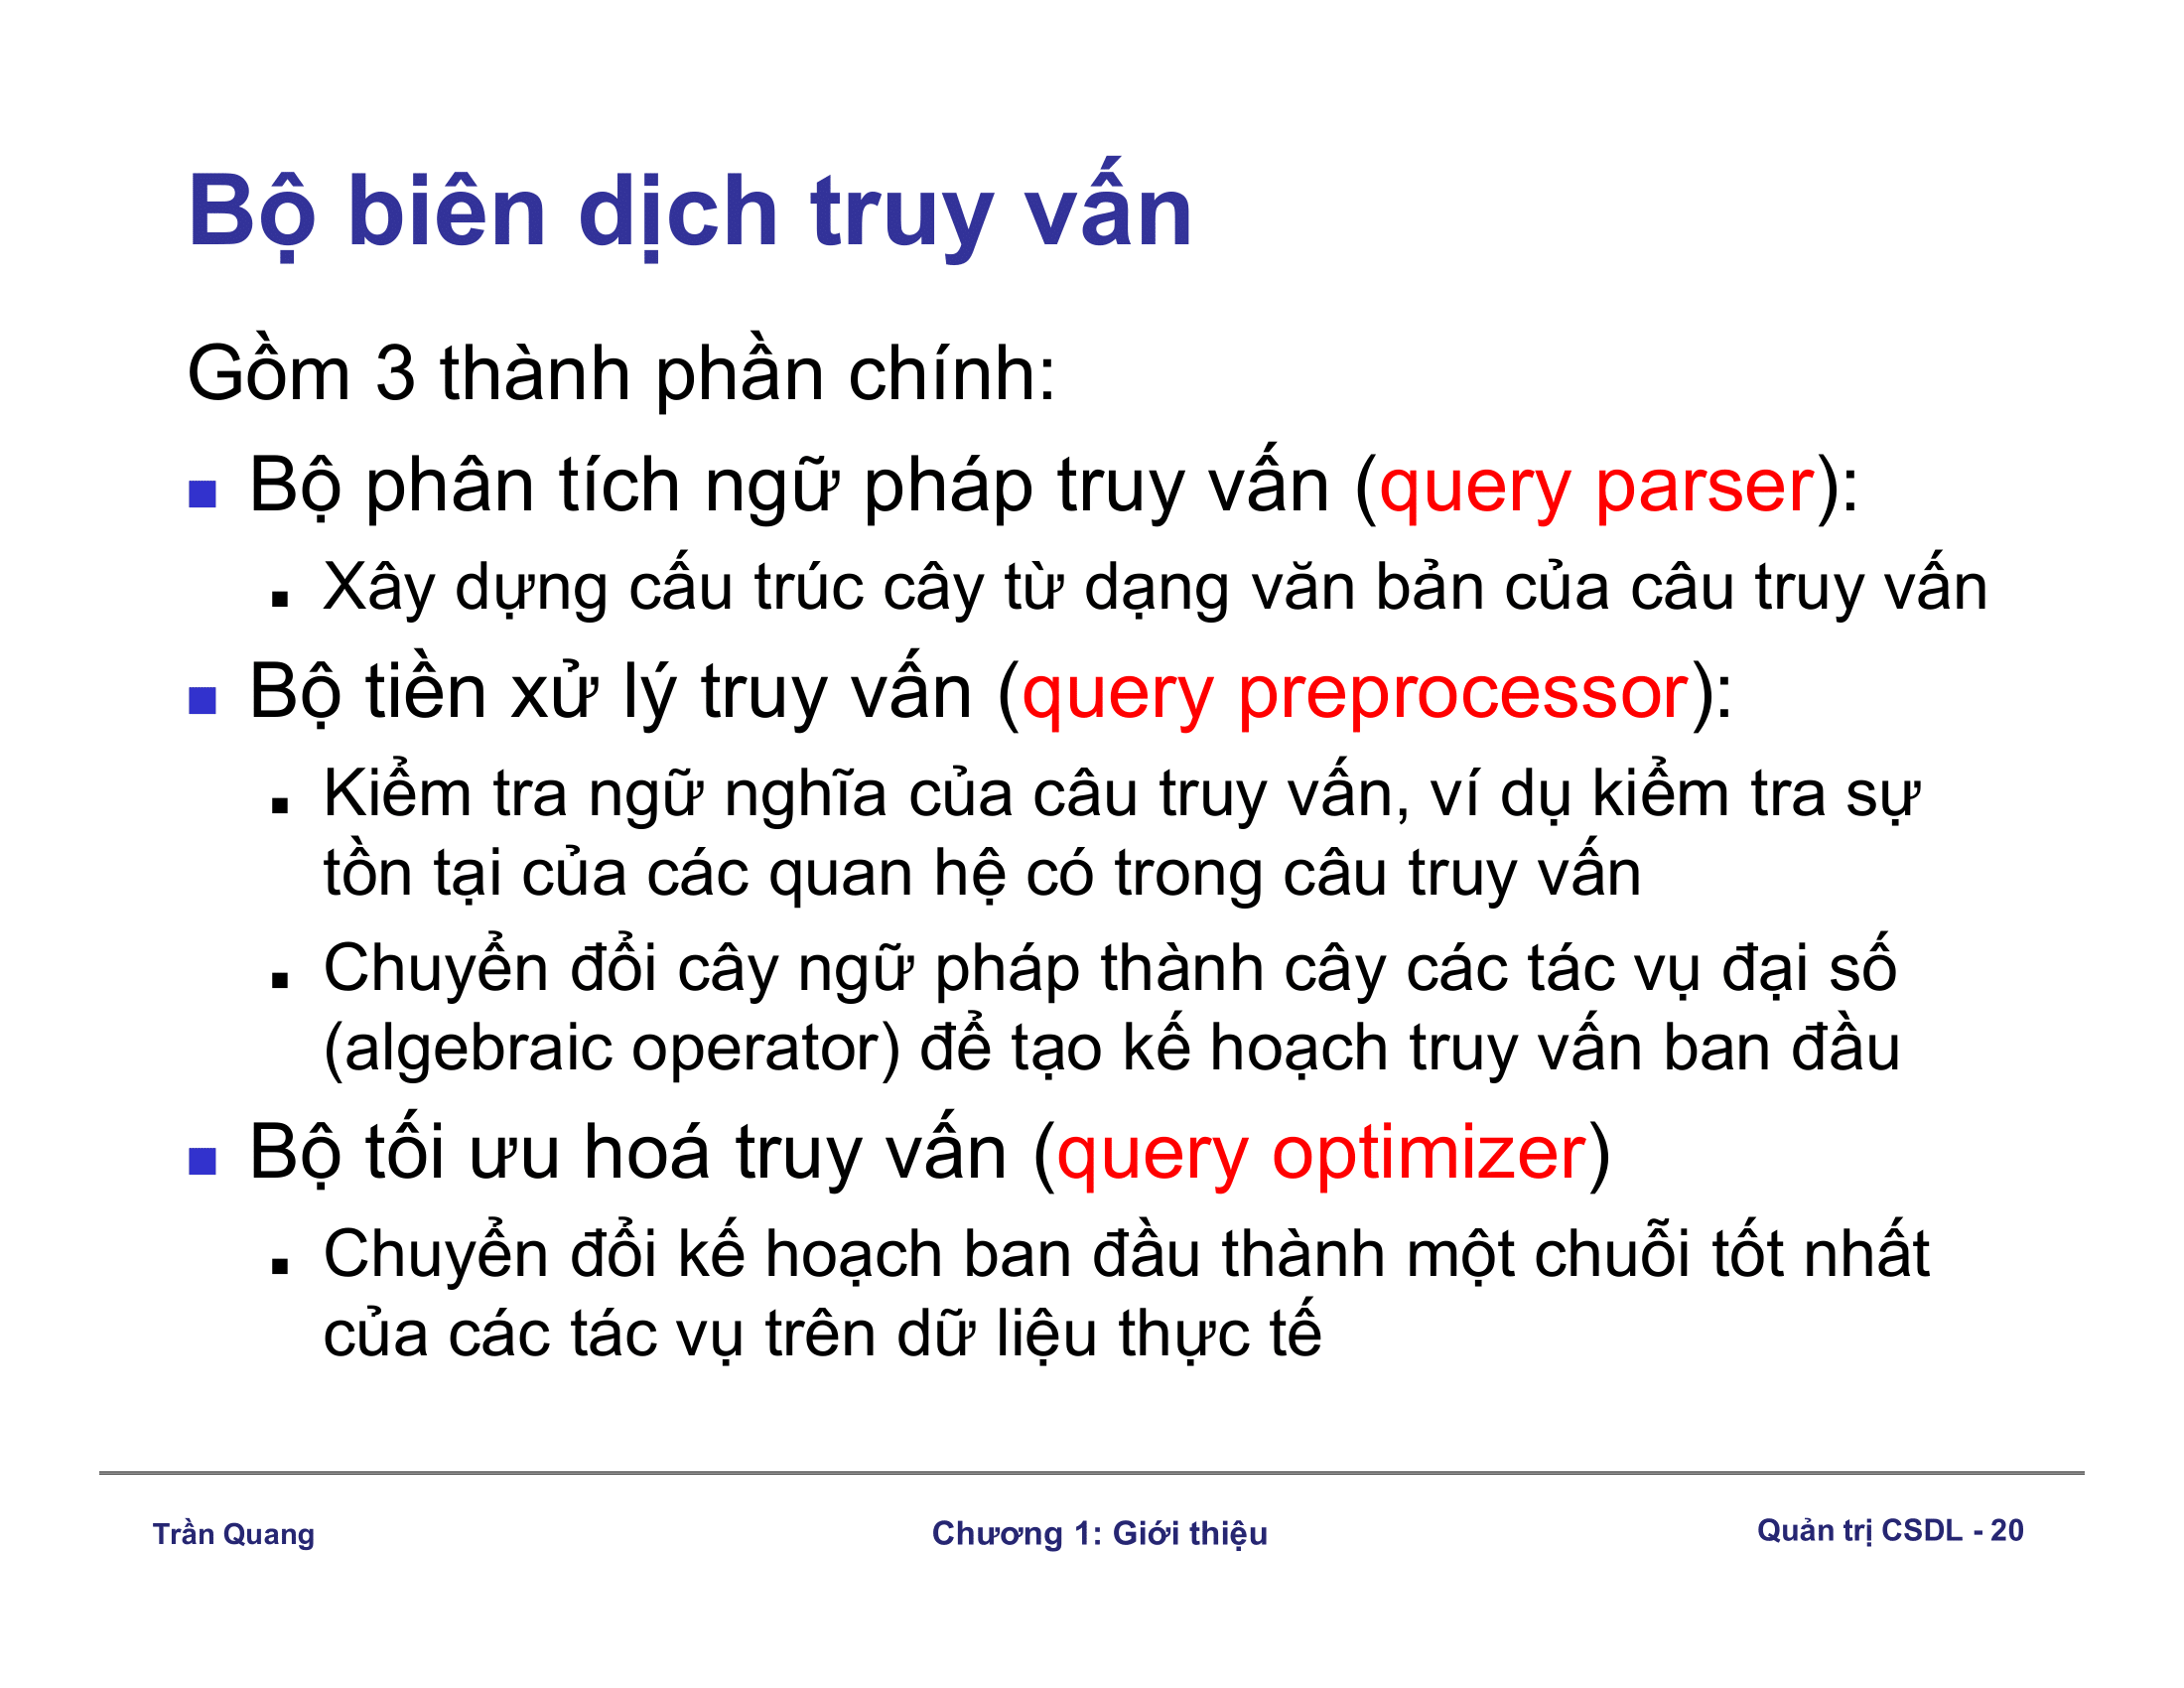 Bộ biên dịch truy vấn
Gồm 3 thành phần chính:
Bộ phân tích ngữ pháp truy vấn (query parser):
Xây dựng cấu trúc cây từ dạng văn bản của câu truy vấn
Bộ tiền xử lý truy vấn (query preprocessor):
Kiểm tra ngữ nghĩa của câu truy vấn, ví dụ kiểm tra sự
tồn tại của các quan hệ có trong câu truy vấn
Chuyển đổi cây ngữ pháp thành cây các tác vụ đại số
(algebraic operator) để tạo kế hoạch truy vấn ban đầu
Bộ tối ưu hoá truy vấn (query optimizer)
Chuyển đổi kế hoạch ban đầu thành một chuỗi tốt nhất
của các tác vụ trên dữ liệu thực tế
Trần Quang
Chương 1: Giới thiệu
Quản trị CSDL - 20